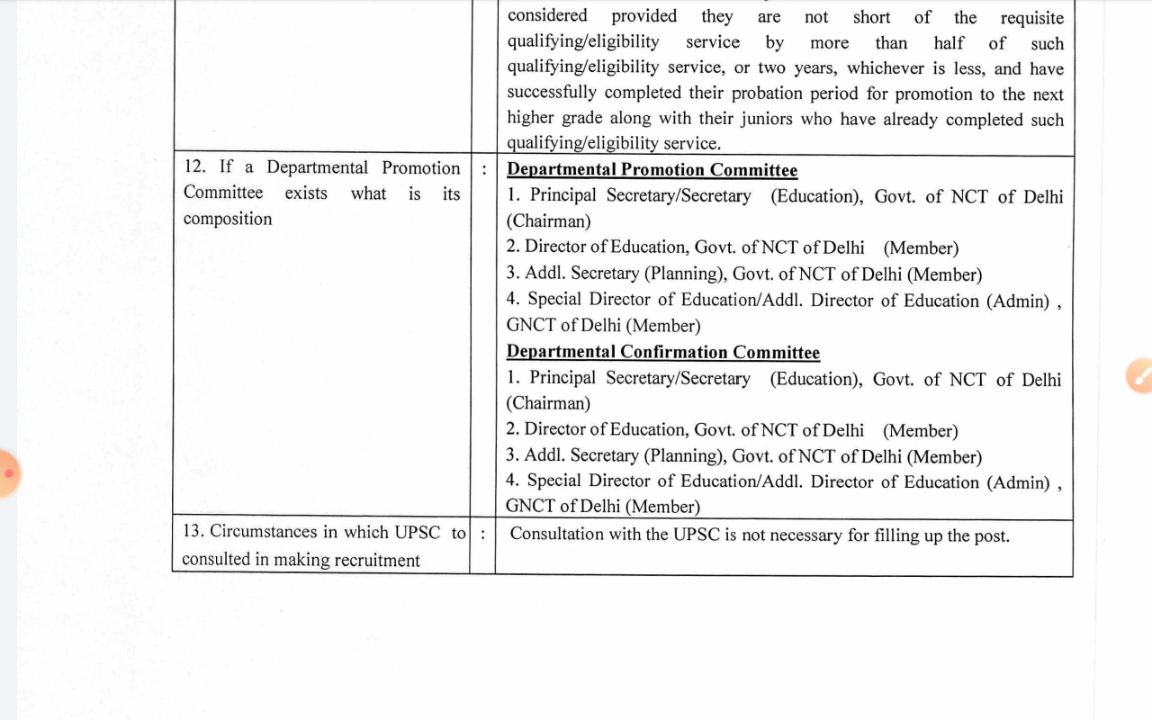 considered provided they are not short of the requisite
qualifying/eligibility service by more than half of such
qualifying/eligibility service, or two years, whichever is less, and have
successfully completed their probation period for promotion to the next
higher grade along with their juniors who have already completed such
qualifying/eligibility service.
12. If a Departmental Promotion
Committee exists what is its
composition
:
Departmental Promotion Committee
1. Principal Secretary/Secretary (Education), Govt. of NCT of Delhi
(Chairman)
2. Director of Education, Govt. of NCT of Delhi (Member)
3. Addl. Secretary (Planning), Govt. of NCT of Delhi (Member)
4. Special Director of Education/Addl. Director of Education (Admin) ,
GNCT of Delhi (Member)
Departmental Confirmation Committee
1. Principal Secretary/Secretary (Education), Govt. of NCT of Delhi
(Chairman)
2. Director of Education, Govt. of NCT of Delhi (Member)
3. Addl. Secretary (Planning), Govt. of NCT of Delhi (Member)
4. Special Director of Education/Addl. Director of Education (Admin) ,
GNCT of Delhi (Member)
13. Circumstances in which UPSC to
consulted in making recruitment
:
Consultation with the UPSC is not necessary for filling up the post.